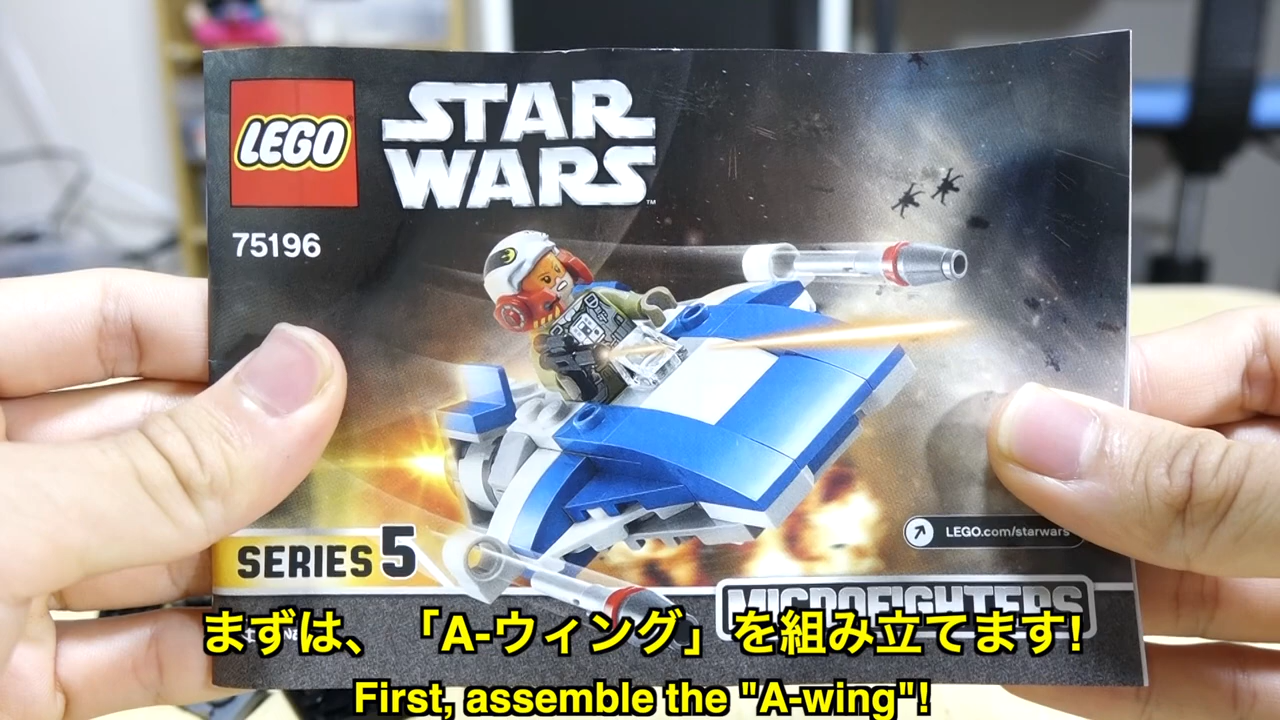 LEGO
STAR
WARS
™
75196
LEGO.com/starwars
SERIES 5
MICROFIGHTERS
まずは、「A-ウィング」を組み立てます!
First, assemble the "A-wing"!